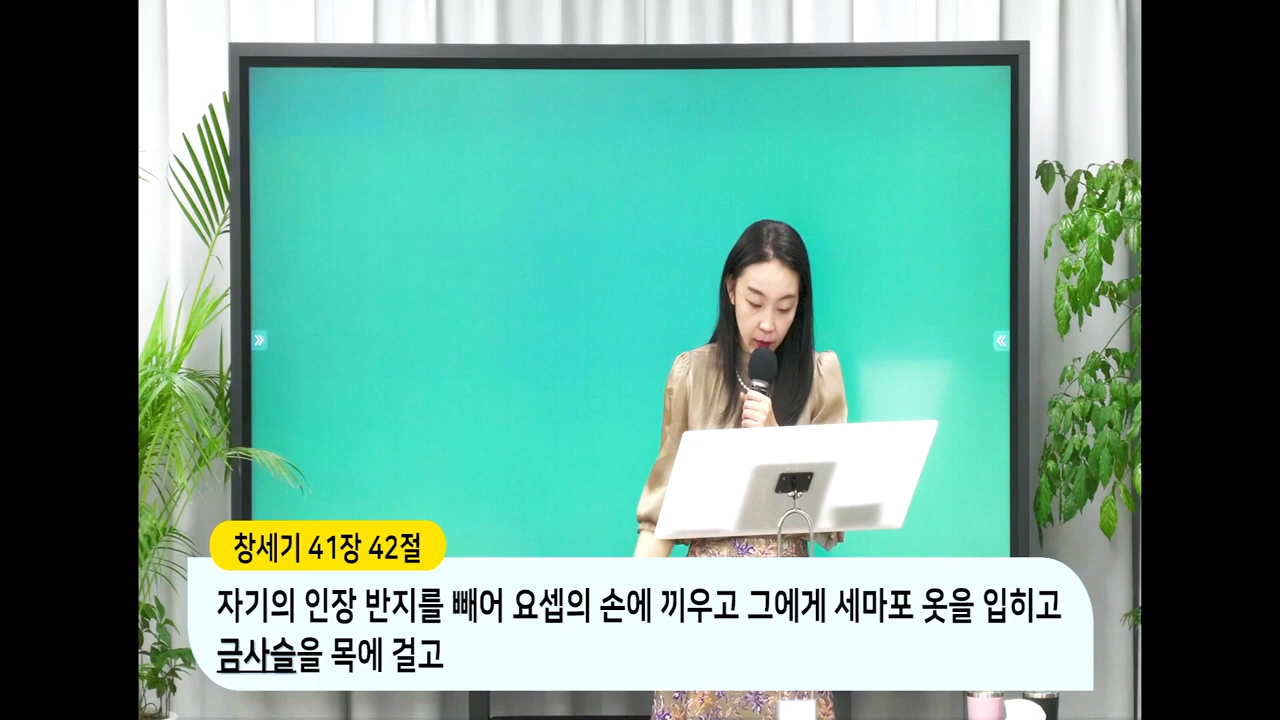 창세기 41장 42절
자기의 인장 반지를 빼어 요셉의 손에 끼우고 그에게 세마포 옷을 입히고
금사슬을 목에 걸고